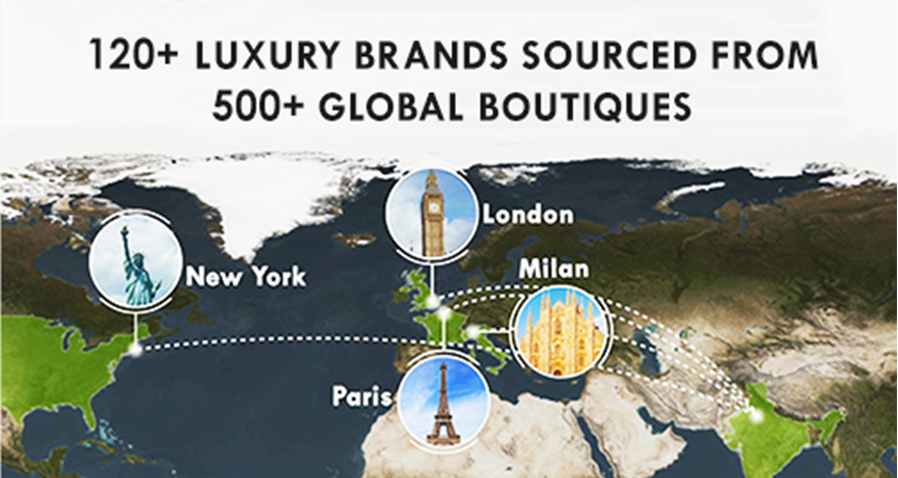 120+ LUXURY BRANDS SOURCED FROM
500+ GLOBAL BOUTIQUES
London
Milan
New York
Paris